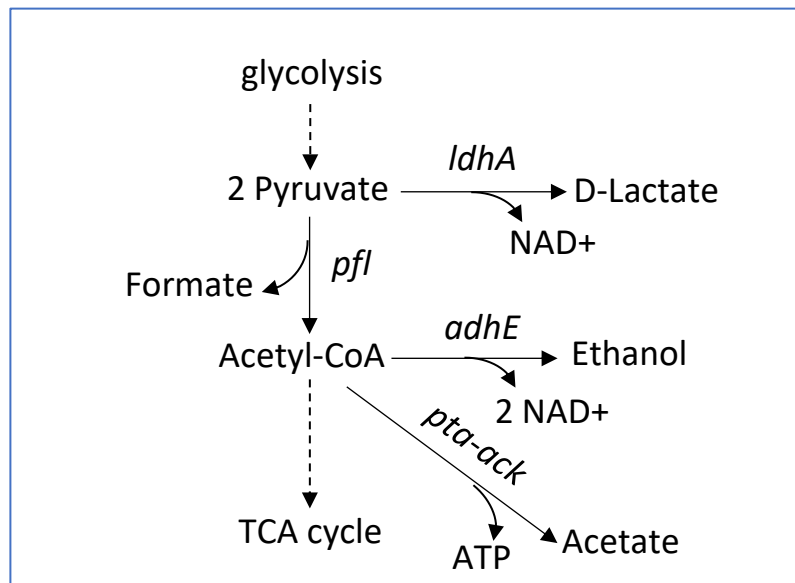 glycolysis
2 Pyruvate
ldhA
D-Lactate
NAD+
Formate
pfl
Acetyl-CoA
adhE
Ethanol
2 NAD+
pta-ack
TCA cycle
ATP
Acetate